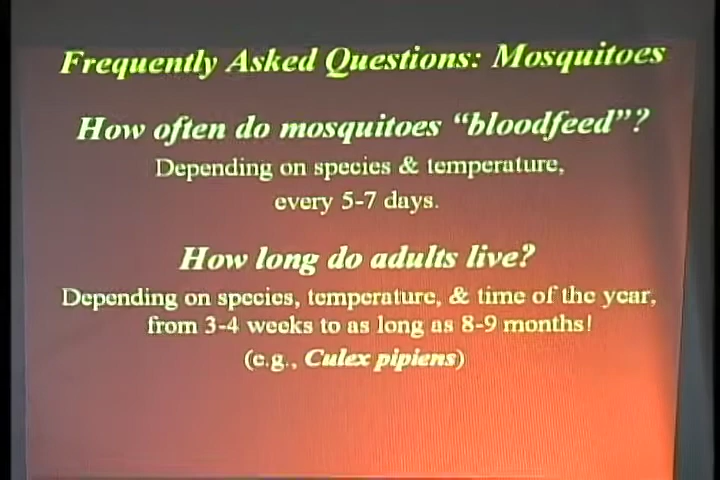 Frequently Asked Questions: Mosquitoes
How often do mosquitoes “bloodfeed”?
Depending on species & temperature,
every 5-7 days.
How long do adults live?
Depending on species, temperature, & time of the year,
from 3-4 weeks to as long as 8-9 months!
(e.g., Culex pipiens)